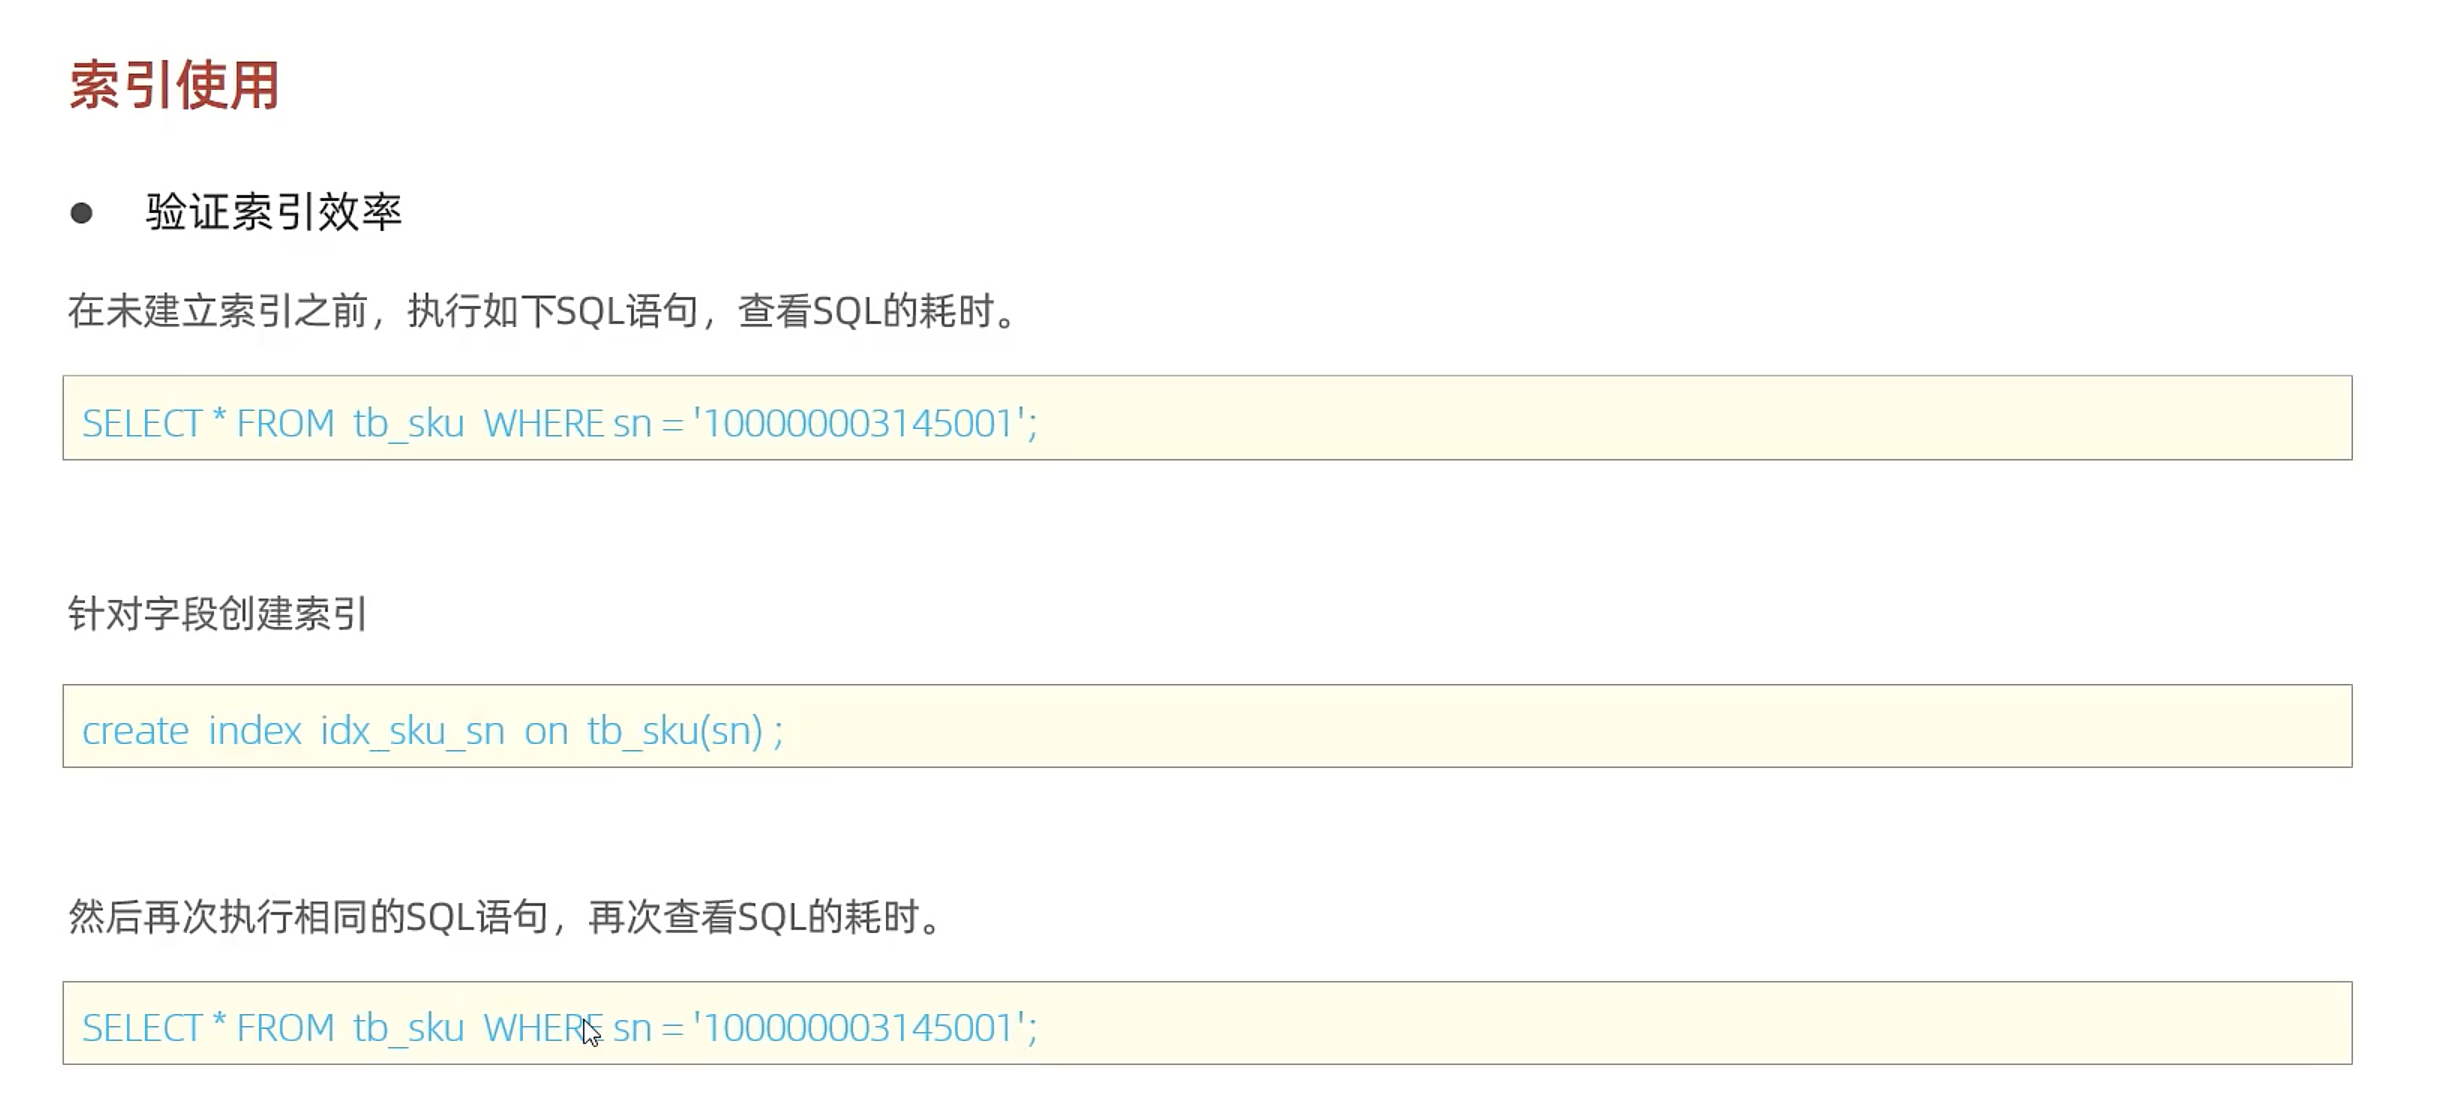 索引使用
● 验证索引效率
在未建立索引之前，执行如下SQL语句，查看SQL的耗时。
SELECT * FROM tb_sku WHERE sn = '100000003145001';
针对字段创建索引
create index idx_sku_sn on tb_sku(sn) ;
然后再次执行相同的SQL语句，再次查看SQL的耗时。
SELECT * FROM tb_sku WHERE sn = '100000003145001';